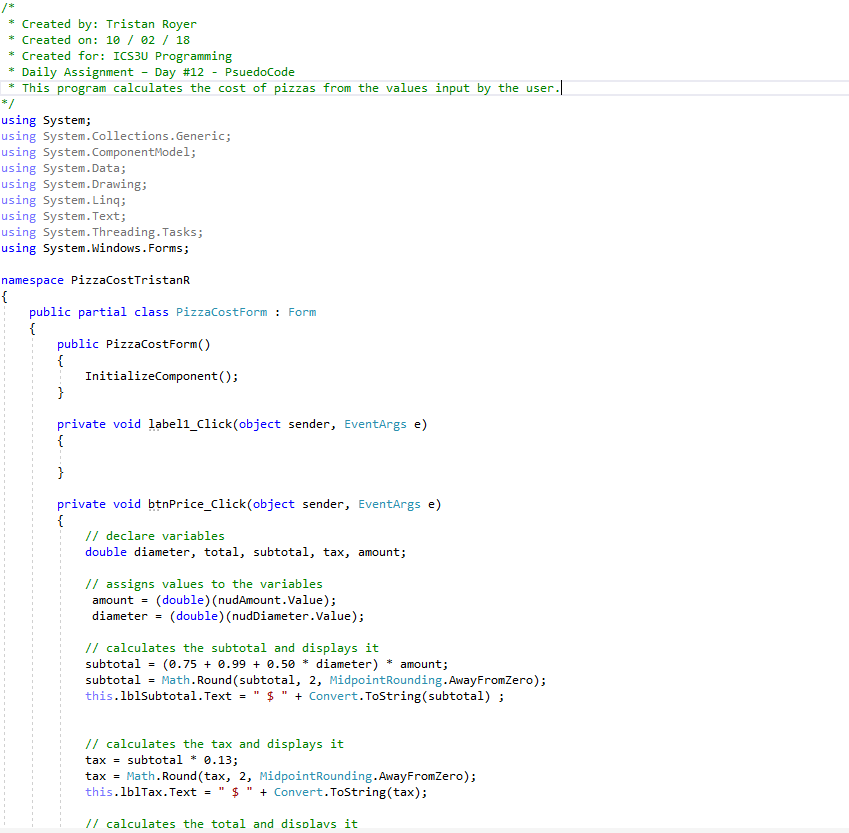 /*
 * Created by: Tristan Royer
 * Created on: 10 / 02 / 18
 * Created for: ICS3U Programming
 * Daily Assignment – Day #12 - PsuedoCode
 * This program calculates the cost of pizzas from the values input by the user.
*/
using System;
using System.Collections.Generic;
using System.ComponentModel;
using System.Data;
using System.Drawing;
using System.Linq;
using System.Text;
using System.Threading.Tasks;
using System.Windows.Forms;

namespace PizzaCostTristanR
{
    public partial class PizzaCostForm : Form
    {
        public PizzaCostForm()
        {
            InitializeComponent();
        }

        private void label1_Click(object sender, EventArgs e)
        {

        }

        private void btnPrice_Click(object sender, EventArgs e)
        {
            // declare variables
            double diameter, total, subtotal, tax, amount;

            // assigns values to the variables
             amount = (double)(nudAmount.Value);
             diameter = (double)(nudDiameter.Value);

            // calculates the subtotal and displays it
            subtotal = (0.75 + 0.99 + 0.50 * diameter) * amount;
            subtotal = Math.Round(subtotal, 2, MidpointRounding.AwayFromZero);
            this.lblSubtotal.Text = " $ " + Convert.ToString(subtotal) ;


            // calculates the tax and displays it
            tax = subtotal * 0.13;
            tax = Math.Round(tax, 2, MidpointRounding.AwayFromZero);
            this.lblTax.Text = " $ " + Convert.ToString(tax);

            // calculates the total and displays it